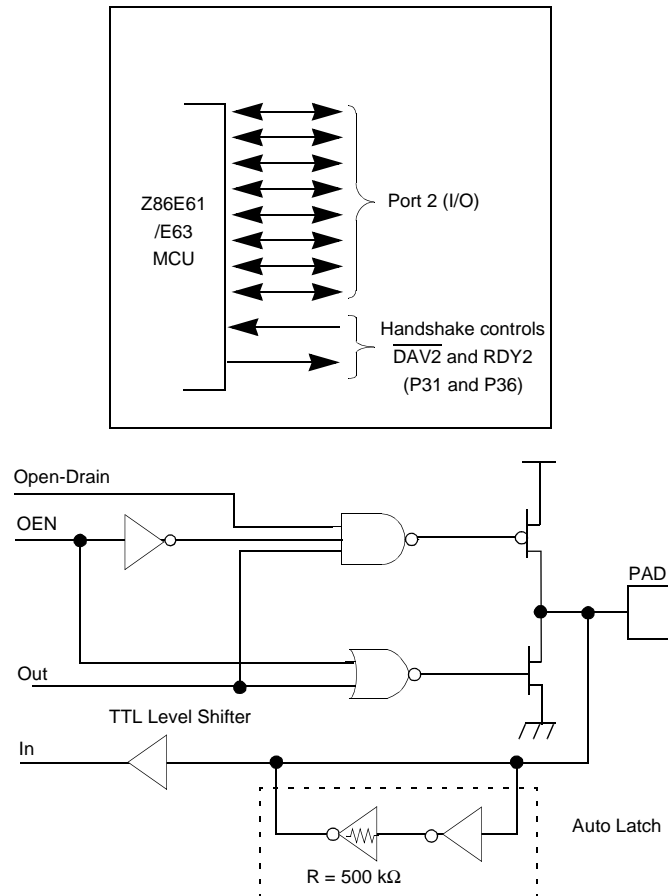 Z86E61
/E63
MCU
Port 2 (I/O)
Handshake controls
DAV2 and RDY2
(P31 and P36)
Open-Drain
OEN
PAD
Out
TTL Level Shifter
In
Auto Latch
R = 500 kΩ